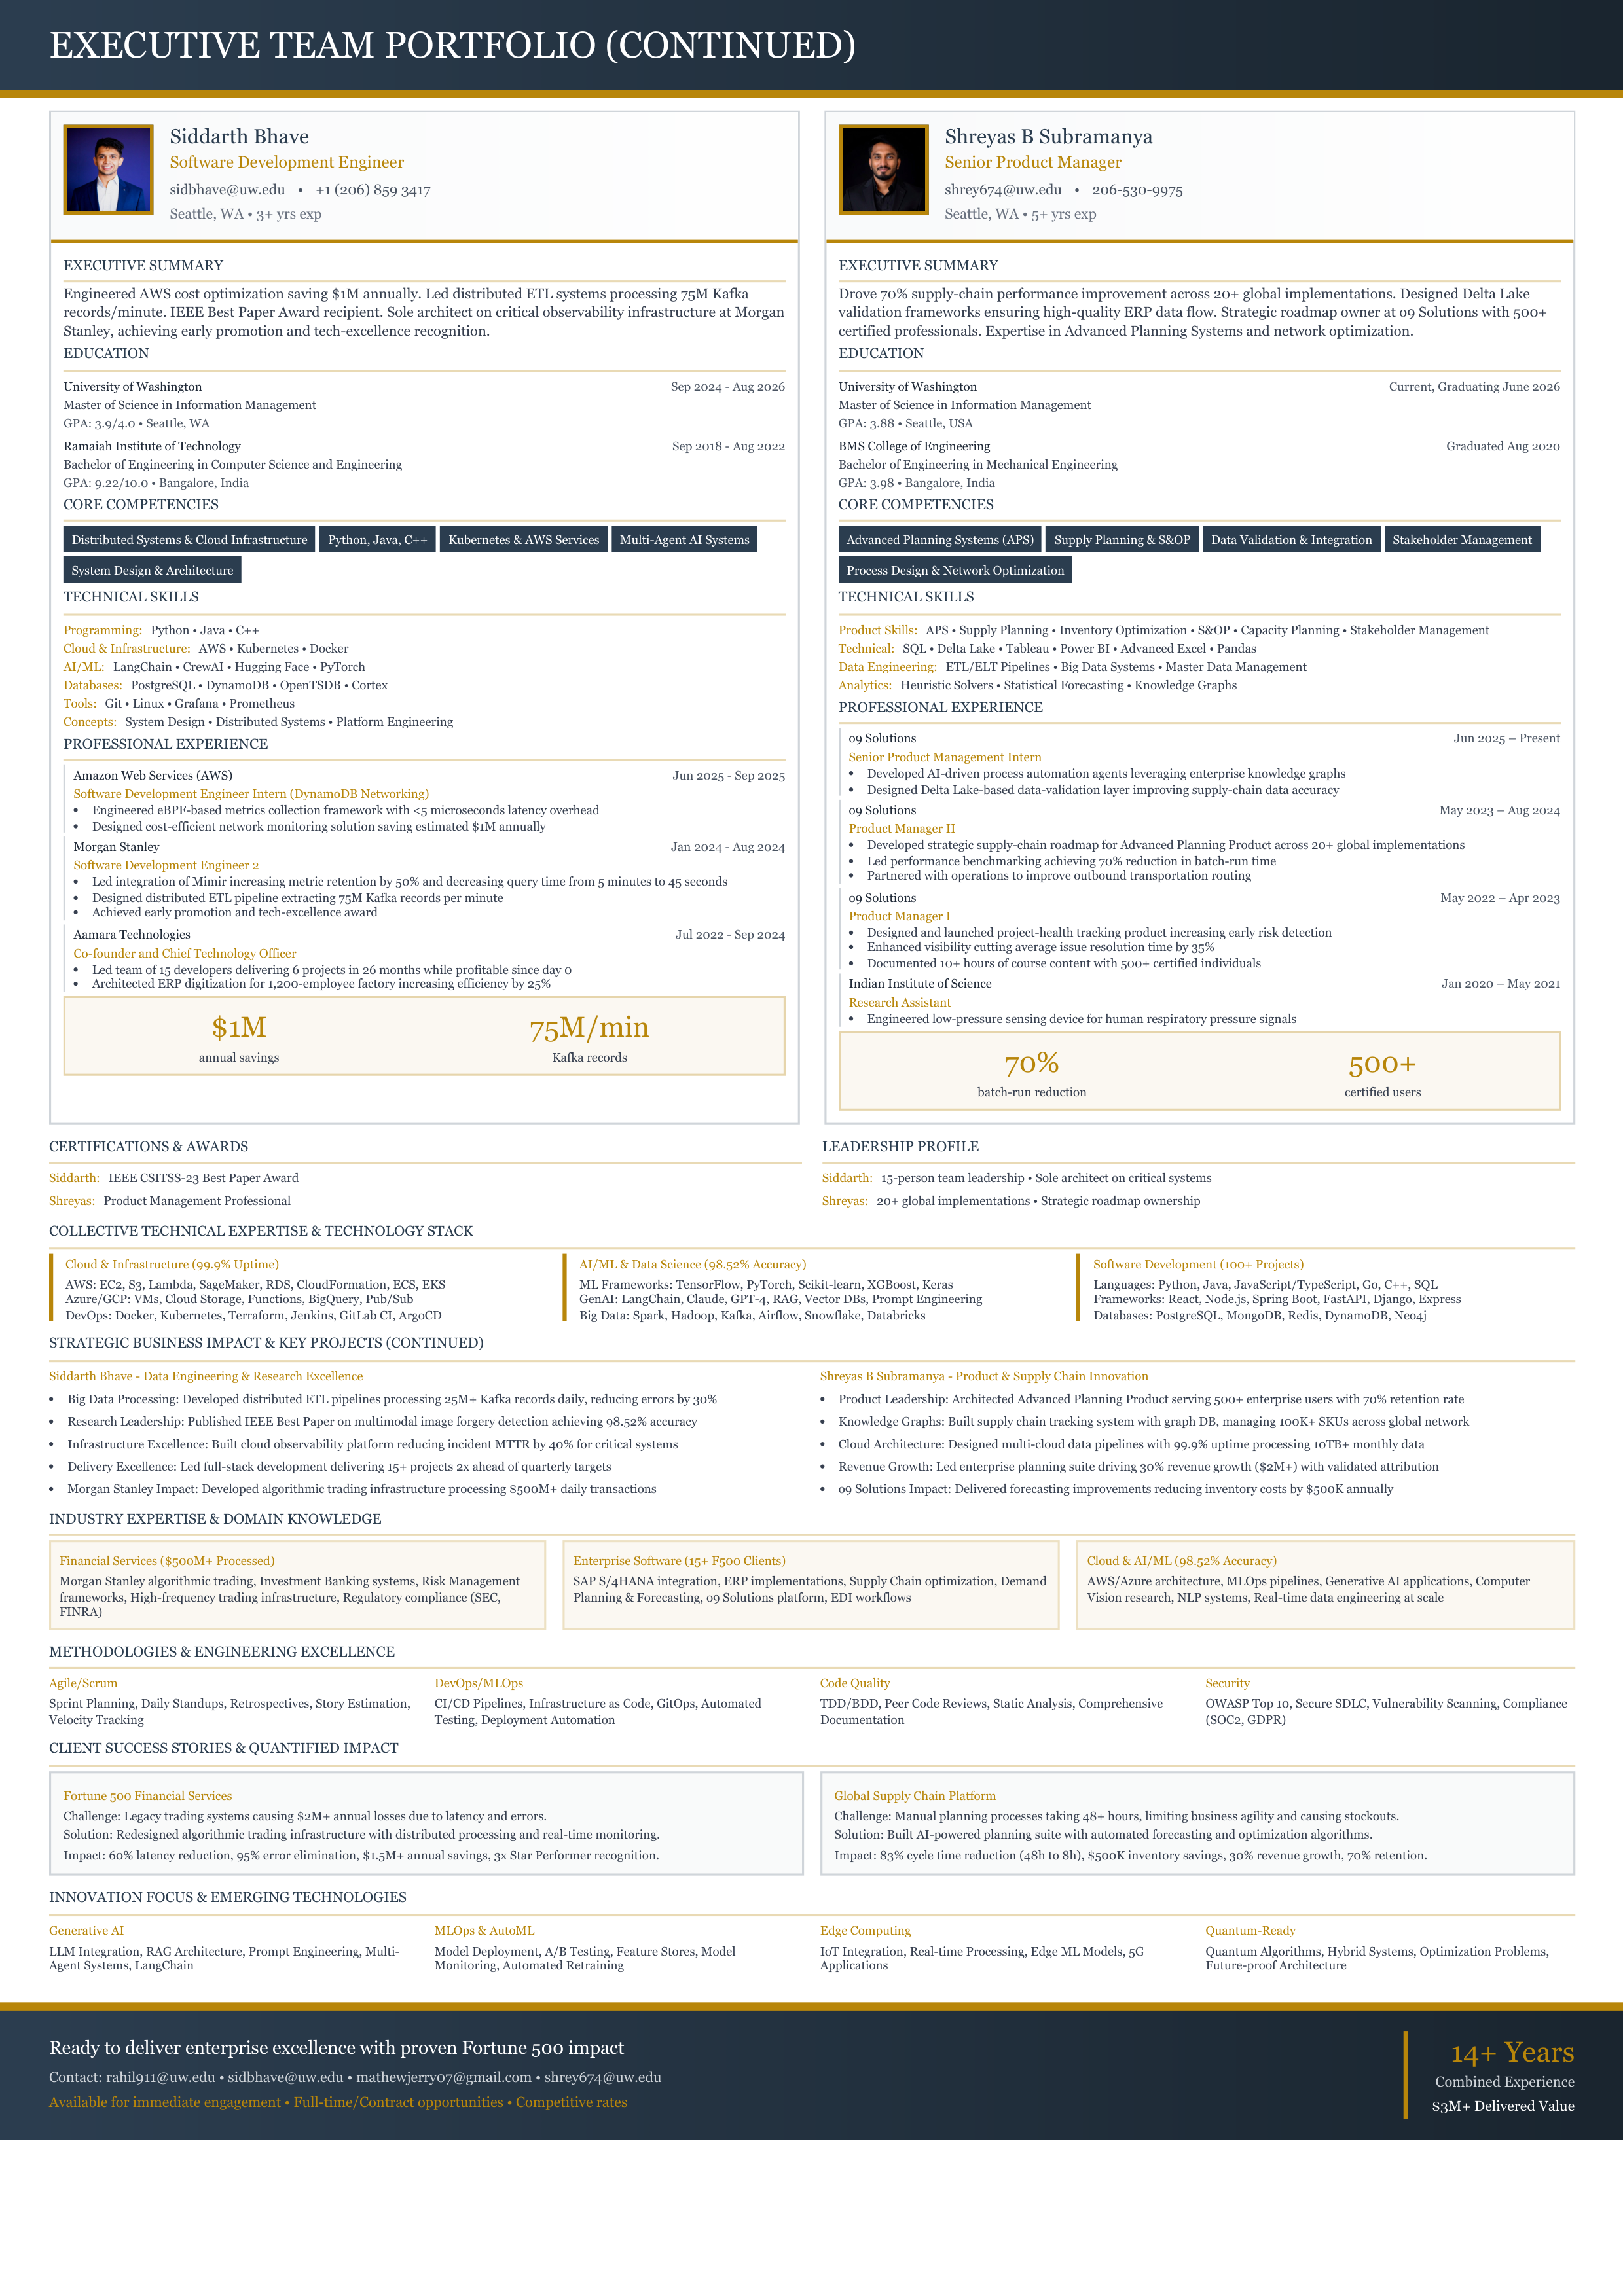 EXECUTIVE TEAM PORTFOLIO (CONTINUED)
Siddarth Bhave
Software Development Engineer
sidbhave@uw.edu • +1 (206) 859 3417
Seattle, WA • 3+ yrs exp
EXECUTIVE SUMMARY
Engineered AWS cost optimization saving $1M annually. Led distributed ETL systems processing 75M Kafka
records/minute. IEEE Best Paper Award recipient. Sole architect on critical observability infrastructure at Morgan
Stanley, achieving early promotion and tech-excellence recognition.
EDUCATION
University of Washington Sep 2024 - Aug 2026
Master of Science in Information Management
GPA: 3.9/4.0 • Seattle, WA
Ramaiah Institute of Technology Sep 2018 - Aug 2022
Bachelor of Engineering in Computer Science and Engineering
GPA: 9.22/10.0 • Bangalore, India
CORE COMPETENCIES
Distributed Systems & Cloud Infrastructure Python, Java, C++ Kubernetes & AWS Services Multi-Agent AI Systems
System Design & Architecture
TECHNICAL SKILLS
Programming: Python • Java • C++
Cloud & Infrastructure: AWS • Kubernetes • Docker
AI/ML: LangChain • CrewAI • Hugging Face • PyTorch
Databases: PostgreSQL • DynamoDB • OpenTSDB • Cortex
Tools: Git • Linux • Grafana • Prometheus
Concepts: System Design • Distributed Systems • Platform Engineering
PROFESSIONAL EXPERIENCE
Amazon Web Services (AWS) Jun 2025 - Sep 2025
Software Development Engineer Intern (DynamoDB Networking)
• Engineered eBPF-based metrics collection framework with <5 microseconds latency overhead
• Designed cost-efficient network monitoring solution saving estimated $1M annually
Morgan Stanley Jan 2024 - Aug 2024
Software Development Engineer 2
• Led integration of Mimir increasing metric retention by 50% and decreasing query time from 5 minutes to 45 seconds
• Designed distributed ETL pipeline extracting 75M Kafka records per minute
• Achieved early promotion and tech-excellence award
Aamara Technologies Jul 2022 - Sep 2024
Co-founder and Chief Technology Officer
• Led team of 15 developers delivering 6 projects in 26 months while profitable since day 0
• Architected ERP digitization for 1,200-employee factory increasing efficiency by 25%
$1M 75M/min
annual savings Kafka records
Shreyas B Subramanya
Senior Product Manager
shrey674@uw.edu • 206-530-9975
Seattle, WA • 5+ yrs exp
EXECUTIVE SUMMARY
Drove 70% supply-chain performance improvement across 20+ global implementations. Designed Delta Lake
validation frameworks ensuring high-quality ERP data flow. Strategic roadmap owner at o9 Solutions with 500+
certified professionals. Expertise in Advanced Planning Systems and network optimization.
EDUCATION
University of Washington Current, Graduating June 2026
Master of Science in Information Management
GPA: 3.88 • Seattle, USA
BMS College of Engineering Graduated Aug 2020
Bachelor of Engineering in Mechanical Engineering
GPA: 3.98 • Bangalore, India
CORE COMPETENCIES
Advanced Planning Systems (APS) Supply Planning & S&OP Data Validation & Integration Stakeholder Management
Process Design & Network Optimization
TECHNICAL SKILLS
Product Skills: APS • Supply Planning • Inventory Optimization • S&OP • Capacity Planning • Stakeholder Management
Technical: SQL • Delta Lake • Tableau • Power BI • Advanced Excel • Pandas
Data Engineering: ETL/ELT Pipelines • Big Data Systems • Master Data Management
Analytics: Heuristic Solvers • Statistical Forecasting • Knowledge Graphs
PROFESSIONAL EXPERIENCE
o9 Solutions Jun 2025 – Present
Senior Product Management Intern
• Developed AI-driven process automation agents leveraging enterprise knowledge graphs
• Designed Delta Lake-based data-validation layer improving supply-chain data accuracy
o9 Solutions May 2023 – Aug 2024
Product Manager II
• Developed strategic supply-chain roadmap for Advanced Planning Product across 20+ global implementations
• Led performance benchmarking achieving 70% reduction in batch-run time
• Partnered with operations to improve outbound transportation routing
o9 Solutions May 2022 – Apr 2023
Product Manager I
• Designed and launched project-health tracking product increasing early risk detection
• Enhanced visibility cutting average issue resolution time by 35%
• Documented 10+ hours of course content with 500+ certified individuals
Indian Institute of Science Jan 2020 – May 2021
Research Assistant
• Engineered low-pressure sensing device for human respiratory pressure signals
70% 500+
batch-run reduction certified users
CERTIFICATIONS & AWARDS
Siddarth: IEEE CSITSS-23 Best Paper Award
Shreyas: Product Management Professional
LEADERSHIP PROFILE
Siddarth: 15-person team leadership • Sole architect on critical systems
Shreyas: 20+ global implementations • Strategic roadmap ownership
COLLECTIVE TECHNICAL EXPERTISE & TECHNOLOGY STACK
Cloud & Infrastructure (99.9% Uptime)
AWS: EC2, S3, Lambda, SageMaker, RDS, CloudFormation, ECS, EKS
Azure/GCP: VMs, Cloud Storage, Functions, BigQuery, Pub/Sub
DevOps: Docker, Kubernetes, Terraform, Jenkins, GitLab CI, ArgoCD
AI/ML & Data Science (98.52% Accuracy)
ML Frameworks: TensorFlow, PyTorch, Scikit-learn, XGBoost, Keras
GenAI: LangChain, Claude, GPT-4, RAG, Vector DBs, Prompt Engineering
Big Data: Spark, Hadoop, Kafka, Airflow, Snowflake, Databricks
Software Development (100+ Projects)
Languages: Python, Java, JavaScript/TypeScript, Go, C++, SQL
Frameworks: React, Node.js, Spring Boot, FastAPI, Django, Express
Databases: PostgreSQL, MongoDB, Redis, DynamoDB, Neo4j
STRATEGIC BUSINESS IMPACT & KEY PROJECTS (CONTINUED)
Siddarth Bhave - Data Engineering & Research Excellence
• Big Data Processing: Developed distributed ETL pipelines processing 25M+ Kafka records daily, reducing errors by 30%
• Research Leadership: Published IEEE Best Paper on multimodal image forgery detection achieving 98.52% accuracy
• Infrastructure Excellence: Built cloud observability platform reducing incident MTTR by 40% for critical systems
• Delivery Excellence: Led full-stack development delivering 15+ projects 2x ahead of quarterly targets
• Morgan Stanley Impact: Developed algorithmic trading infrastructure processing $500M+ daily transactions
Shreyas B Subramanya - Product & Supply Chain Innovation
• Product Leadership: Architected Advanced Planning Product serving 500+ enterprise users with 70% retention rate
• Knowledge Graphs: Built supply chain tracking system with graph DB, managing 100K+ SKUs across global network
• Cloud Architecture: Designed multi-cloud data pipelines with 99.9% uptime processing 10TB+ monthly data
• Revenue Growth: Led enterprise planning suite driving 30% revenue growth ($2M+) with validated attribution
• o9 Solutions Impact: Delivered forecasting improvements reducing inventory costs by $500K annually
INDUSTRY EXPERTISE & DOMAIN KNOWLEDGE
Financial Services ($500M+ Processed)
Morgan Stanley algorithmic trading, Investment Banking systems, Risk Management
frameworks, High-frequency trading infrastructure, Regulatory compliance (SEC,
FINRA)
Enterprise Software (15+ F500 Clients)
SAP S/4HANA integration, ERP implementations, Supply Chain optimization, Demand
Planning & Forecasting, o9 Solutions platform, EDI workflows
Cloud & AI/ML (98.52% Accuracy)
AWS/Azure architecture, MLOps pipelines, Generative AI applications, Computer
Vision research, NLP systems, Real-time data engineering at scale
METHODOLOGIES & ENGINEERING EXCELLENCE
Agile/Scrum
Sprint Planning, Daily Standups, Retrospectives, Story Estimation,
Velocity Tracking
DevOps/MLOps
CI/CD Pipelines, Infrastructure as Code, GitOps, Automated
Testing, Deployment Automation
Code Quality
TDD/BDD, Peer Code Reviews, Static Analysis, Comprehensive
Documentation
Security
OWASP Top 10, Secure SDLC, Vulnerability Scanning, Compliance
(SOC2, GDPR)
CLIENT SUCCESS STORIES & QUANTIFIED IMPACT
Fortune 500 Financial Services
Challenge: Legacy trading systems causing $2M+ annual losses due to latency and errors.
Solution: Redesigned algorithmic trading infrastructure with distributed processing and real-time monitoring.
Impact: 60% latency reduction, 95% error elimination, $1.5M+ annual savings, 3x Star Performer recognition.
Global Supply Chain Platform
Challenge: Manual planning processes taking 48+ hours, limiting business agility and causing stockouts.
Solution: Built AI-powered planning suite with automated forecasting and optimization algorithms.
Impact: 83% cycle time reduction (48h to 8h), $500K inventory savings, 30% revenue growth, 70% retention.
INNOVATION FOCUS & EMERGING TECHNOLOGIES
Generative AI
LLM Integration, RAG Architecture, Prompt Engineering, Multi-
Agent Systems, LangChain
MLOps & AutoML
Model Deployment, A/B Testing, Feature Stores, Model
Monitoring, Automated Retraining
Edge Computing
IoT Integration, Real-time Processing, Edge ML Models, 5G
Applications
Quantum-Ready
Quantum Algorithms, Hybrid Systems, Optimization Problems,
Future-proof Architecture
Ready to deliver enterprise excellence with proven Fortune 500 impact
Contact: rahil911@uw.edu • sidbhave@uw.edu • mathewjerry07@gmail.com • shrey674@uw.edu
Available for immediate engagement • Full-time/Contract opportunities • Competitive rates
14+ Years
Combined Experience
$3M+ Delivered Value